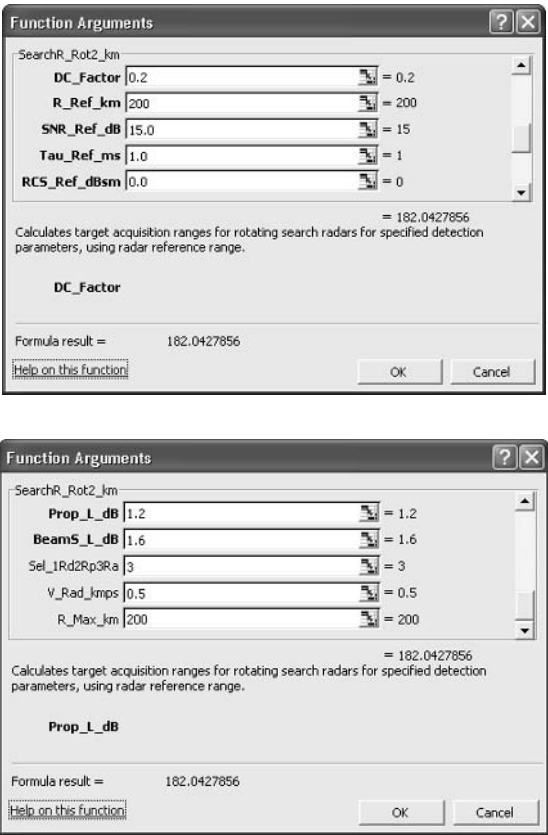 Function Arguments
SearchR_Rot2_km
DC_Factor 0.2 = 0.2
R_Ref_km 200 = 200
SNR_Ref_dB 15.0 = 15
Tau_Ref_ms 1.0 = 1
RCS_Ref_dBsm 0.0 = 0
= 182.0427856
Calculates target acquisition ranges for rotating search radars for specified detection
parameters, using radar reference range.
DC_Factor
Formula result = 182.0427856
Help on this function OK Cancel
Function Arguments
SearchR_Rot2_km
Prop_L_dB 1.2 = 1.2
BeamS_L_dB 1.6 = 1.6
Sel_1Rd2Rp3Ra 3 = 3
V_Rad_kmps 0.5 = 0.5
R_Max_km 200 = 200
= 182.0427856
Calculates target acquisition ranges for rotating search radars for specified detection
parameters, using radar reference range.
Prop_L_dB
Formula result = 182.0427856
Help on this function OK Cancel